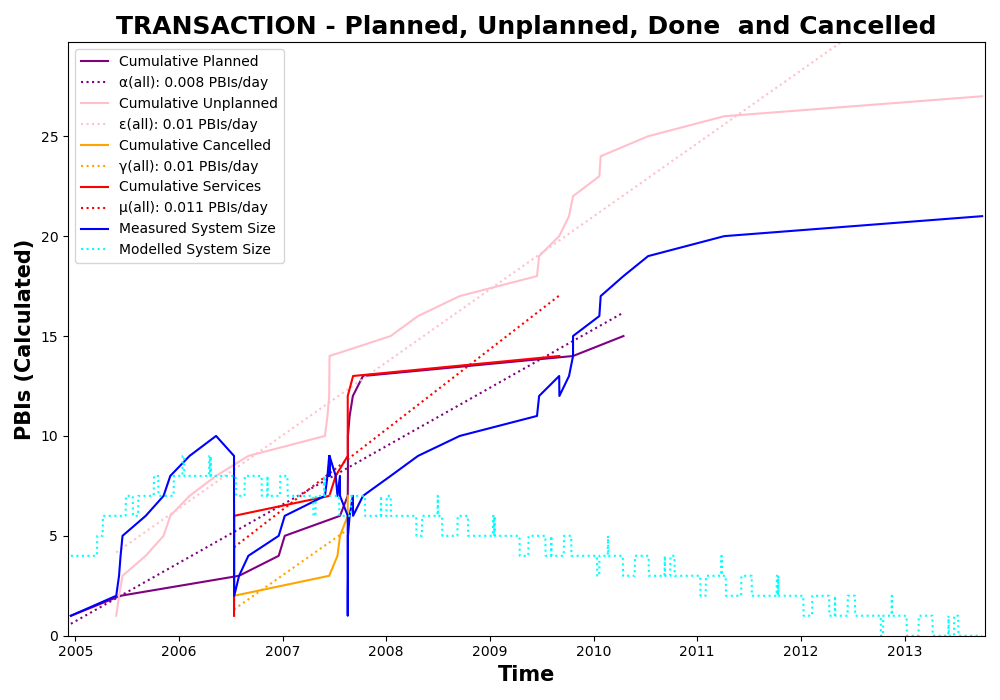 TRANSACTION - Planned, Unplanned, Done  and Cancelled
Cumulative Planned
α(all): 0.008 PBIs/day
Cumulative Unplanned
ε(all): 0.01 PBIs/day
Cumulative Cancelled
γ(all): 0.01 PBIs/day
Cumulative Services
μ(all): 0.011 PBIs/day
Measured System Size
Modelled System Size
PBIs (Calculated)
25
20
15
10
5
0
2005 2006 2007 2008 2009 2010 2011 2012 2013
Time